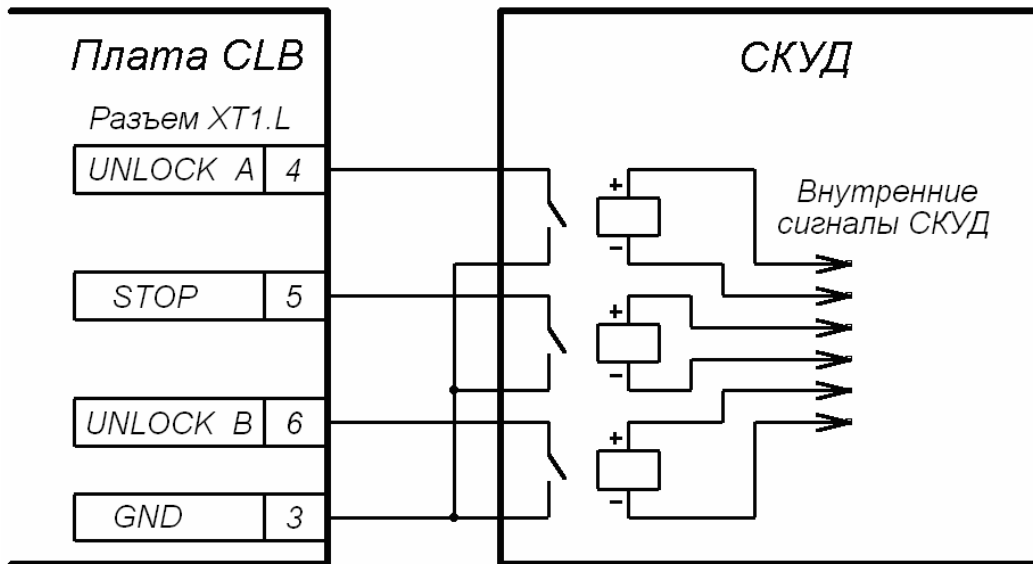 Плата CLB
СКУД
Разъем XT1.L
UNLOCK A 4
STOP 5
UNLOCK B 6
GND 3
+
−
+
−
+
−
Внутренние
сигналы СКУД